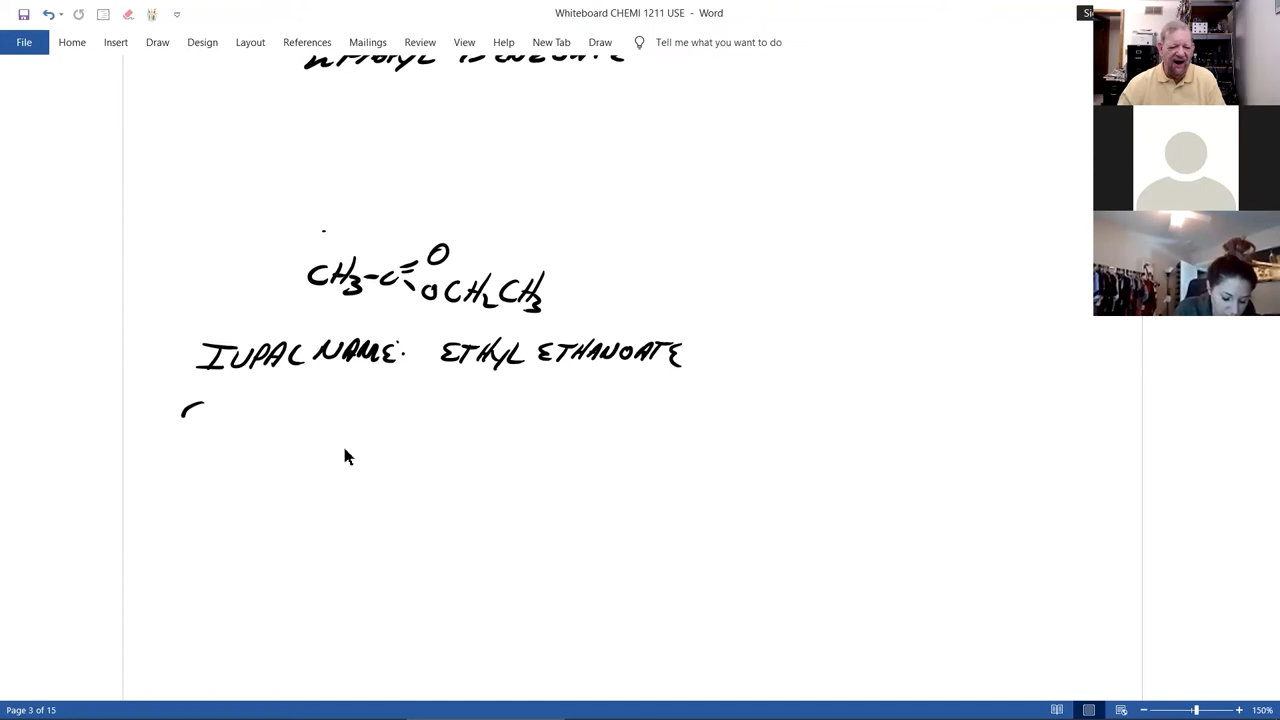 Whiteboard CHEMI 1211 USE - Word
Si
File Home Insert Draw Design Layout References Mailings Review View Help New Tab Draw Tell me what you want to do
O
CH3-C
OCH2CH3
IUPAC NAME: ETHYL ETHANOATE
C
Page 3 of 15
150%